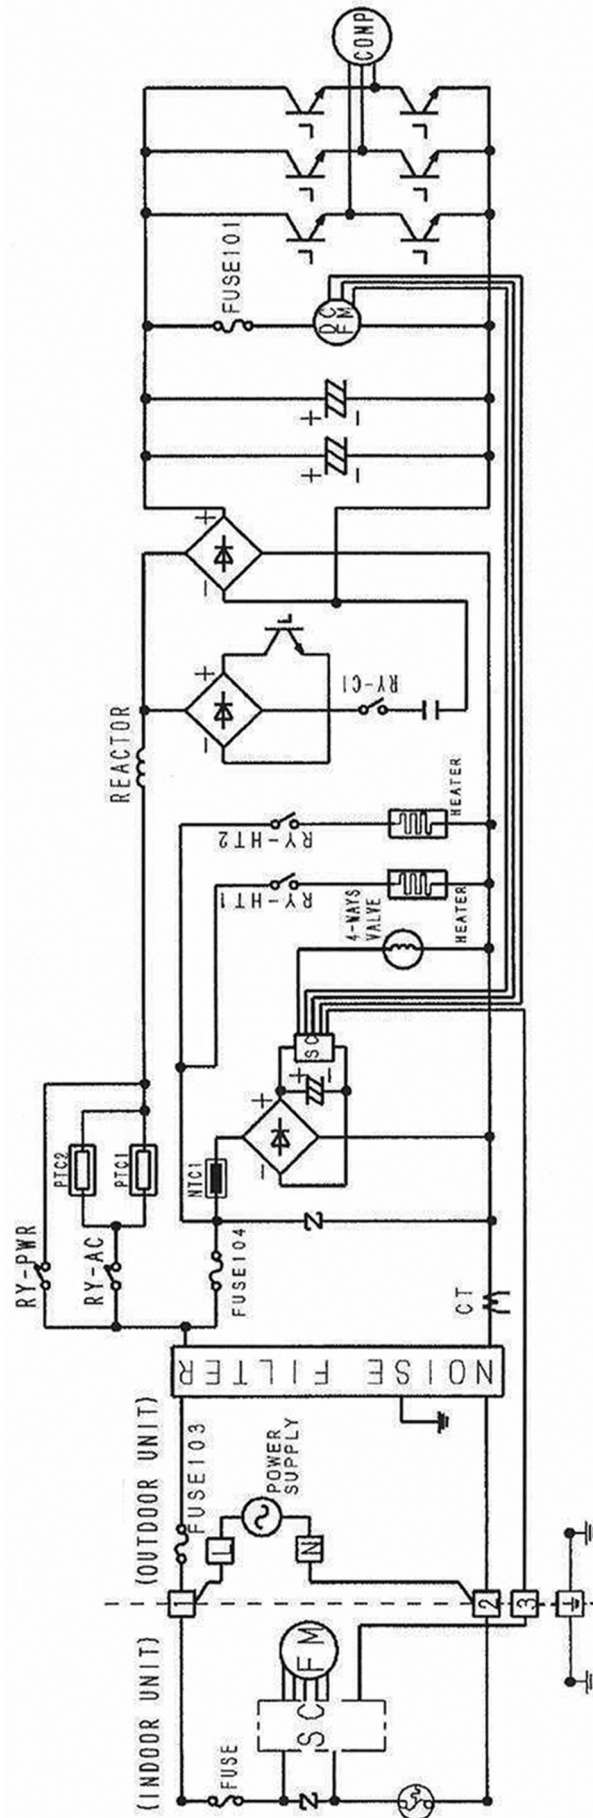 COMP
FUSE101
DC
FM
+
-
+
-
+
-
+
-
RY-C1
REACTOR
HEATER
RY-HT2
HEATER
RY-HT1
4-WAYS
VALVE
SC
+
-
+
-
PTC2
PTC1
NTC1
RY-PWR
RY-AC
FUSE104
CT
NOISE FILTER
(OUTDOOR UNIT)
FUSE103
POWER
SUPPLY
L
N
1
2
3
(INDOOR UNIT)
FM
SC
FUSE